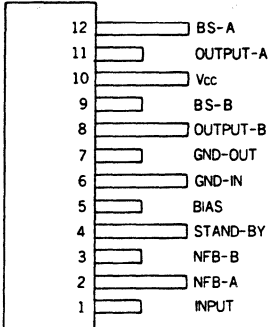 12 BS-A
11 OUTPUT-A
10 Vcc
9 BS-B
8 OUTPUT-B
7 GND-OUT
6 GND-IN
5 BIAS
4 STAND-BY
3 NFB-B
2 NFB-A
1 INPUT